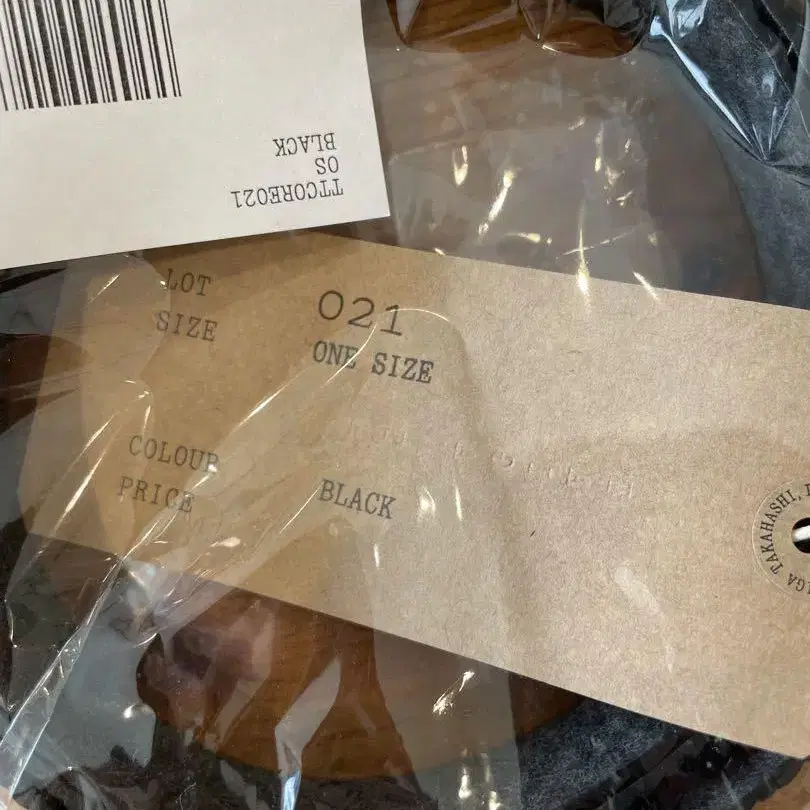 TTCORE021
OS
BLACK
LOT 021
SIZE ONE SIZE
COLOUR BLACK
PRICE
TAKAHASHI,